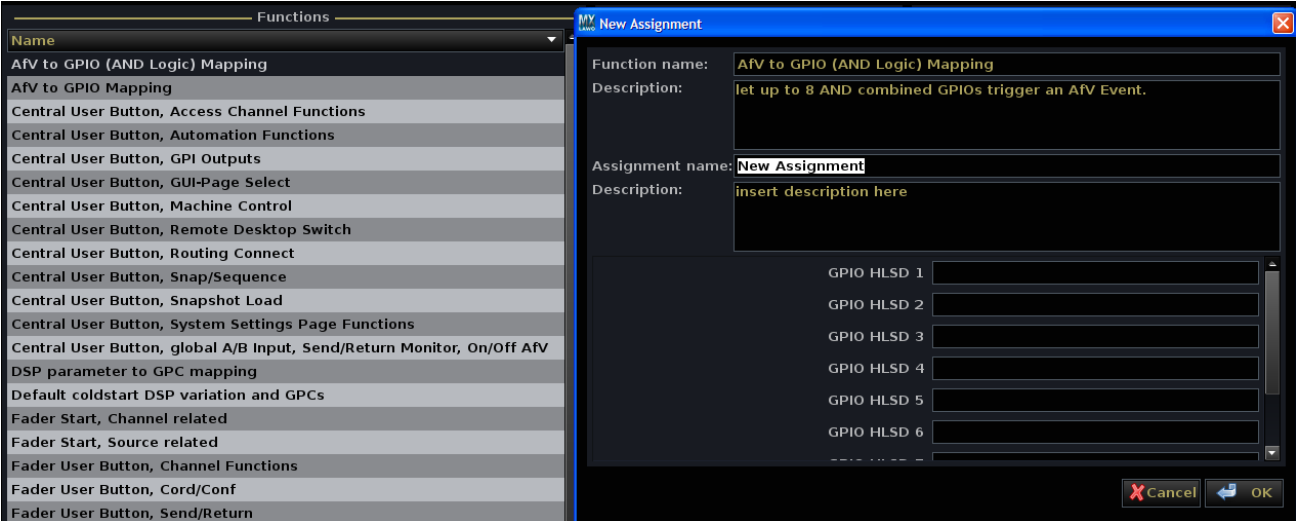 Functions
Name
AfV to GPIO (AND Logic) Mapping
AfV to GPIO Mapping
Central User Button, Access Channel Functions
Central User Button, Automation Functions
Central User Button, GPI Outputs
Central User Button, GUI-Page Select
Central User Button, Machine Control
Central User Button, Remote Desktop Switch
Central User Button, Routing Connect
Central User Button, Snap/Sequence
Central User Button, Snapshot Load
Central User Button, System Settings Page Functions
Central User Button, global A/B Input, Send/Return Monitor, On/Off AfV
DSP parameter to GPC mapping
Default coldstart DSP variation and GPCs
Fader Start, Channel related
Fader Start, Source related
Fader User Button, Channel Functions
Fader User Button, Cord/Conf
Fader User Button, Send/Return
MX LAWO New Assignment
Function name: AfV to GPIO (AND Logic) Mapping
Description: let up to 8 AND combined GPIOs trigger an AfV Event.
Assignment name: New Assignment
Description: insert description here
GPIO HLSD 1
GPIO HLSD 2
GPIO HLSD 3
GPIO HLSD 4
GPIO HLSD 5
GPIO HLSD 6
Cancel OK